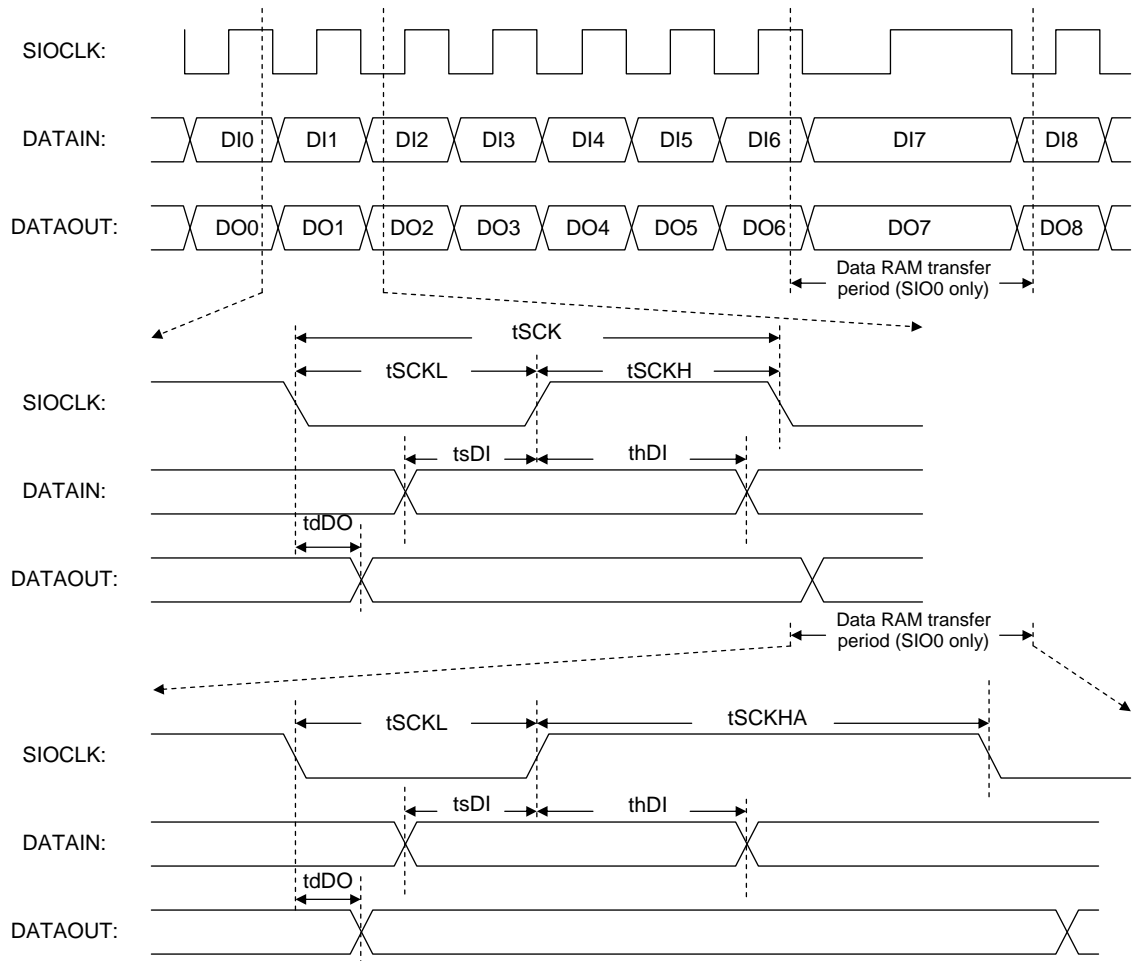 SIOCLK:
DATAIN: DI0 DI1 DI2 DI3 DI4 DI5 DI6 DI7 DI8
DATAOUT: DO0 DO1 DO2 DO3 DO4 DO5 DO6 DO7 DO8
Data RAM transfer
period (SIO0 only)
tSCK
tSCKL tSCKH
SIOCLK:
tsDI thDI
DATAIN:
tdDO
DATAOUT:
Data RAM transfer
period (SIO0 only)
tSCKL tSCKHA
SIOCLK:
tsDI thDI
DATAIN:
tdDO
DATAOUT: